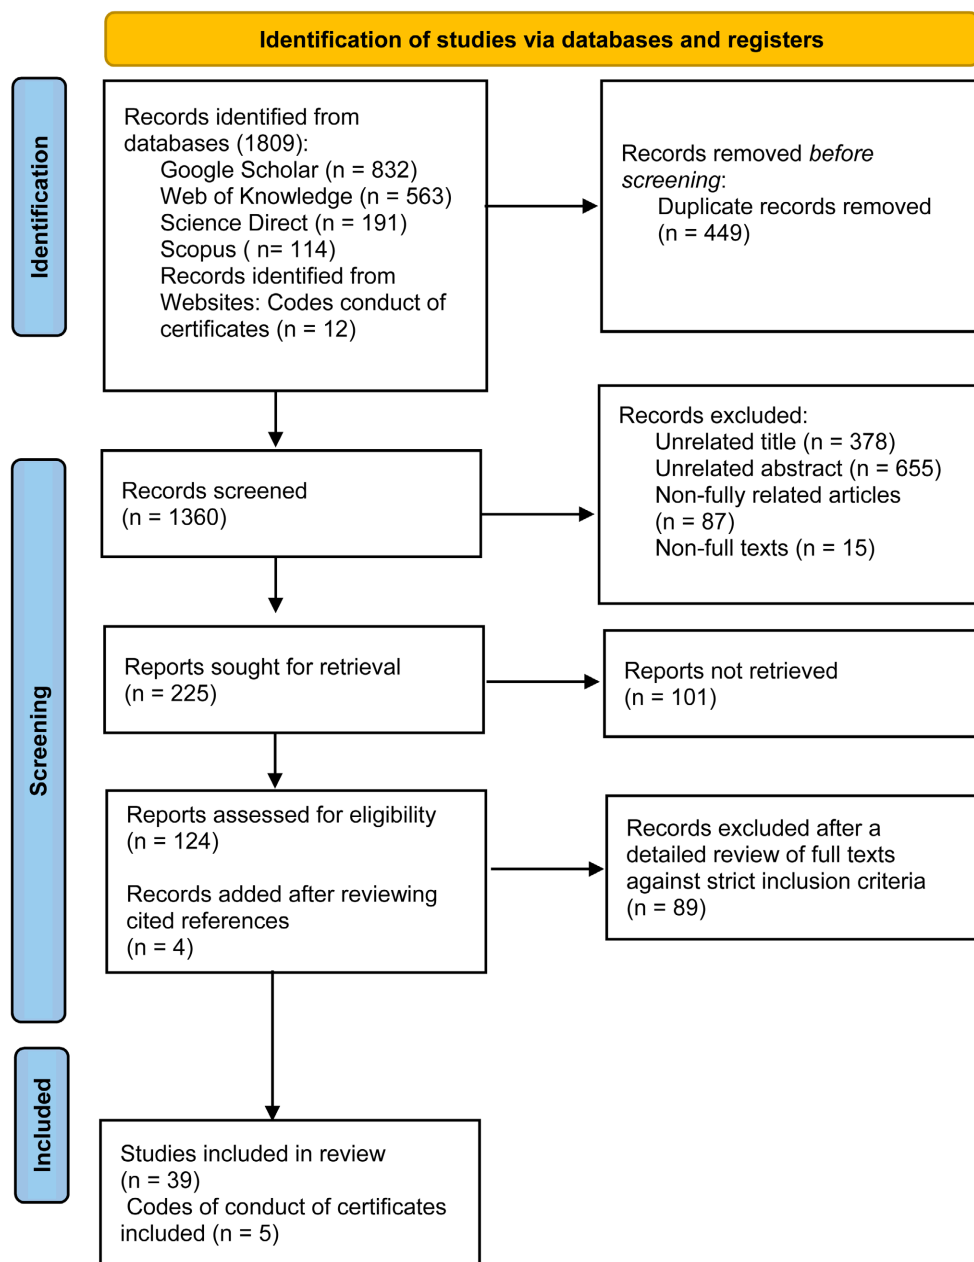 Identification of studies via databases and registers
Identification
Records identified from
databases (1809):
Google Scholar (n = 832)
Web of Knowledge (n = 563)
Science Direct (n = 191)
Scopus ( n= 114)
Records identified from
Websites: Codes conduct of
certificates (n = 12)
Records removed before
screening:
Duplicate records removed
(n = 449)
Screening
Records screened
(n = 1360)
Records excluded:
Unrelated title (n = 378)
Unrelated abstract (n = 655)
Non-fully related articles
(n = 87)
Non-full texts (n = 15)
Reports sought for retrieval
(n = 225)
Reports not retrieved
(n = 101)
Reports assessed for eligibility
(n = 124)
Records added after reviewing
cited references
(n = 4)
Records excluded after a
detailed review of full texts
against strict inclusion criteria
(n = 89)
Included
Studies included in review
(n = 39)
Codes of conduct of certificates
included (n = 5)